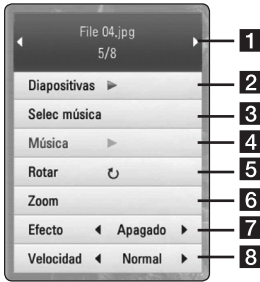 File 04.jpg 1
5/8
Diapositivas 2
Selec música 3
Música 4
Rotar 5
Zoom 6
Efecto Apagado 7
Velocidad Normal 8